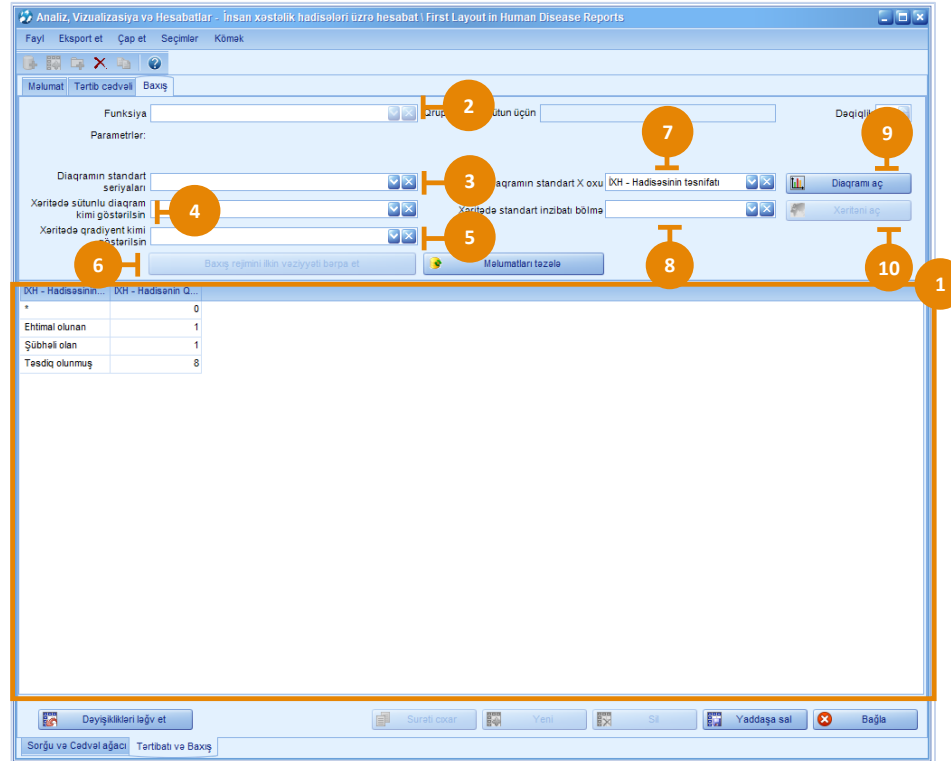 Analiz, Vizualizasiya və Hesabatlar - İnsan xəstəlik hadisələri üzrə hesabat \ First Layout in Human Disease Reports
Fayl Eksport et Çap et Seçimlər Kömək
Məlumat Tərtib cədvəli Baxış
Funksiya 2 ütun üçün 7 9
Parametrlər:
Diaqramın standart seriyaları 3 standart X oxu İXH - Hadisəsinin təsnifatı Diaqramı aç
Xəritədə sütunlu diaqram kimi göstərilsin 4 Xəritədə standart inzibatı bölmə Xəritəni aç
Xəritədə qradiyent kimi göstərilsin 5
6 Baxış rejimini ilkin vəziyyəti bərpa et Məlumatları təzələ 8 10
1
İXH - Hadisəsinin... İXH - Hadisənin Q...
* 0
Ehtimal olunan 1
Şübhəli olan 1
Təsdiq olunmuş 8
Dəyişiklikləri ləğv et Surəti cıxar Yeni Sil Yaddaşa sal Bağla
Sorğu və Cədvəl ağacı Tərtibatı və Baxış